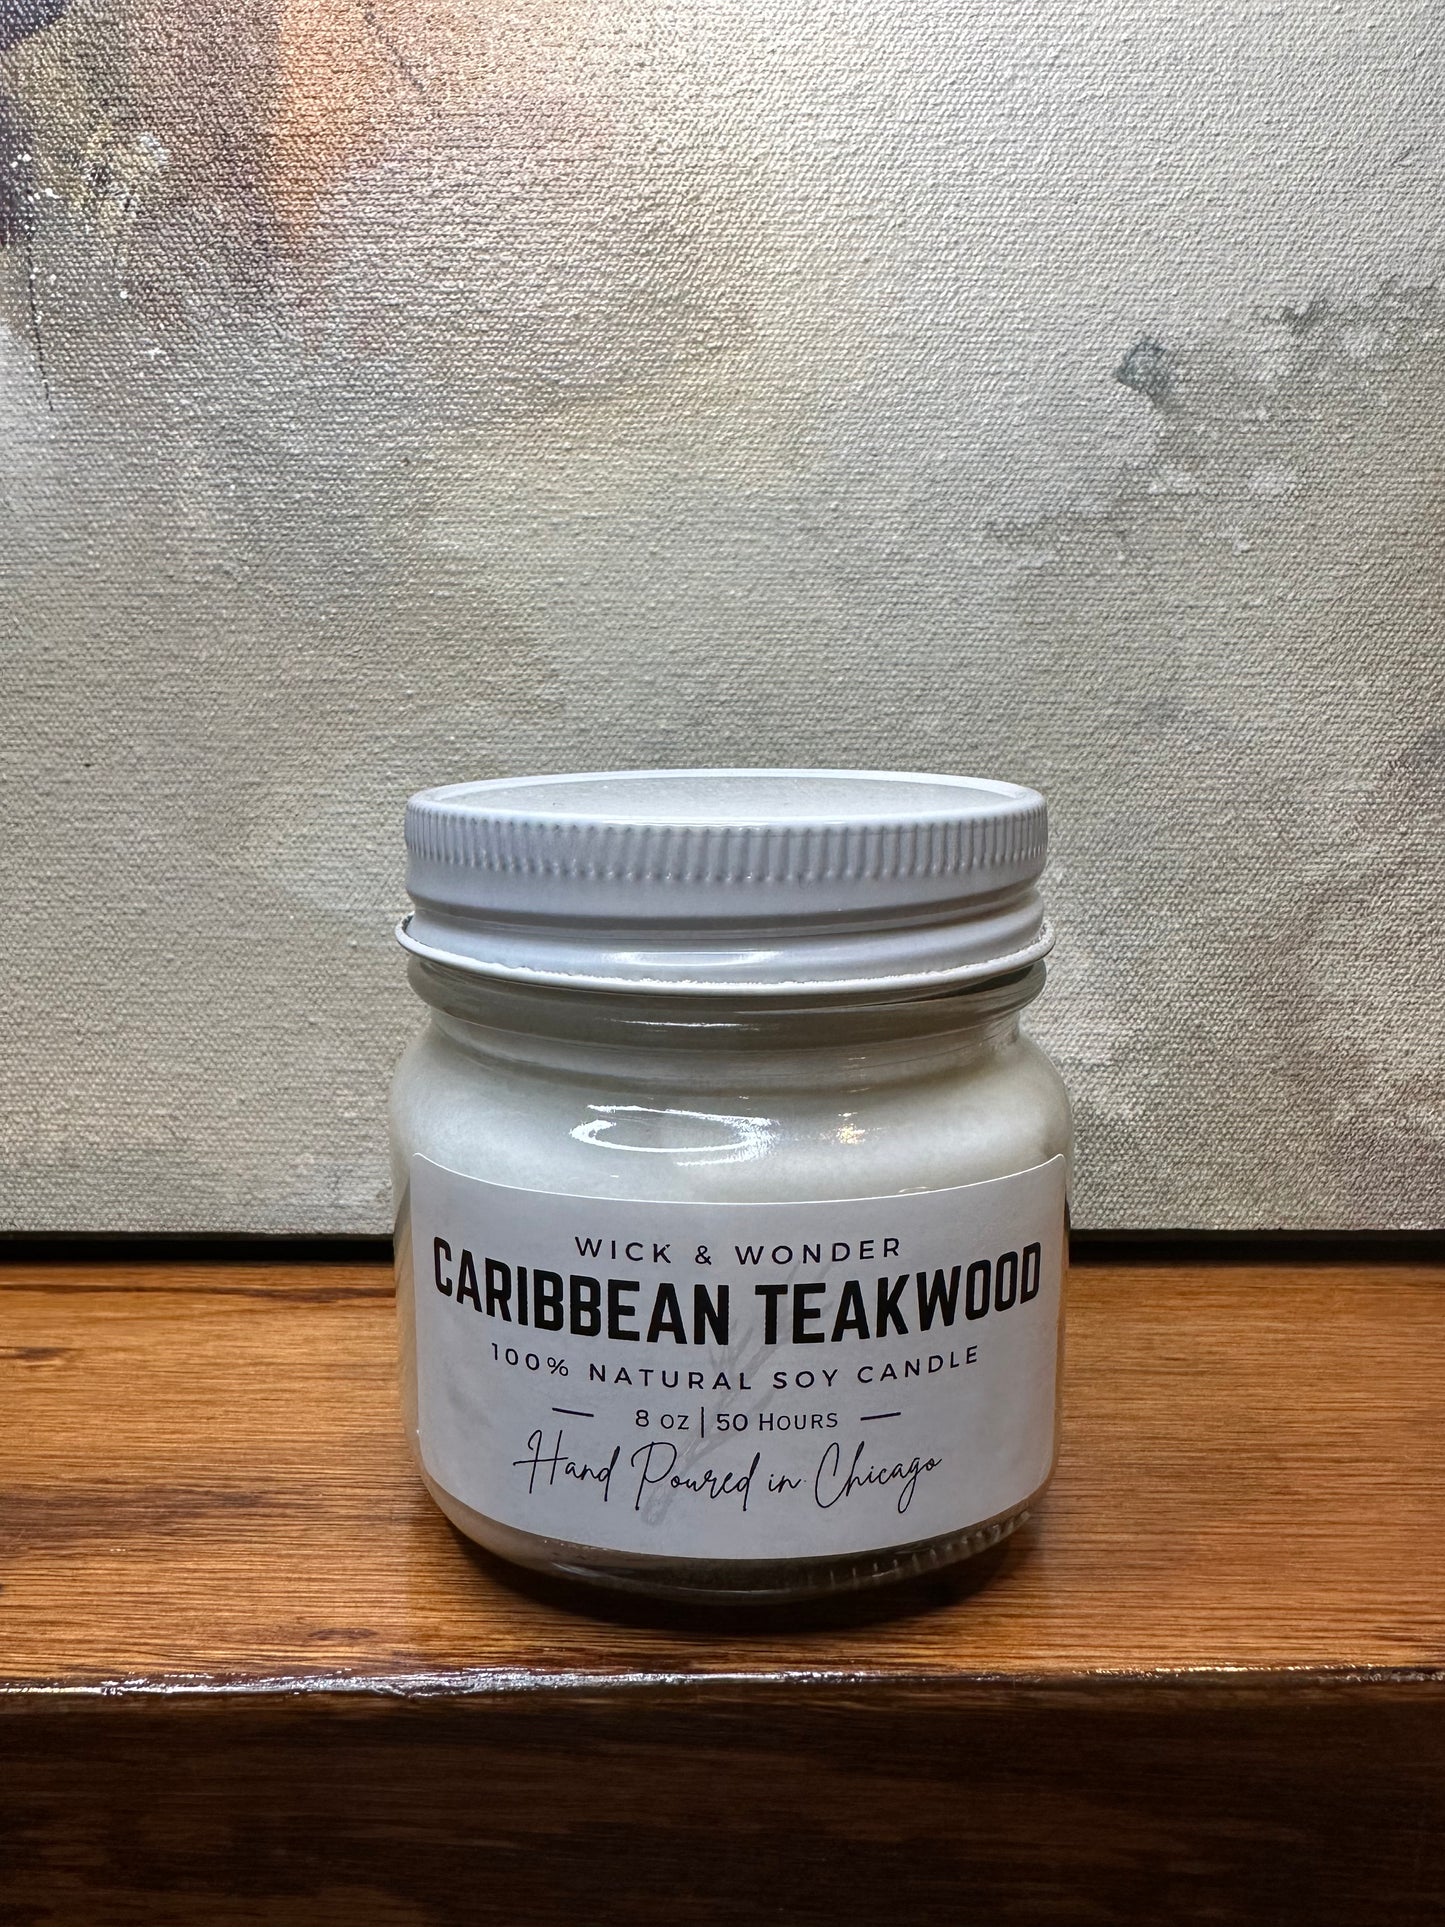 WICK & WONDER
CARIBBEAN TEAKWOOD
100% NATURAL SOY CANDLE
8 OZ | 50 HOURS
Hand Poured in Chicago